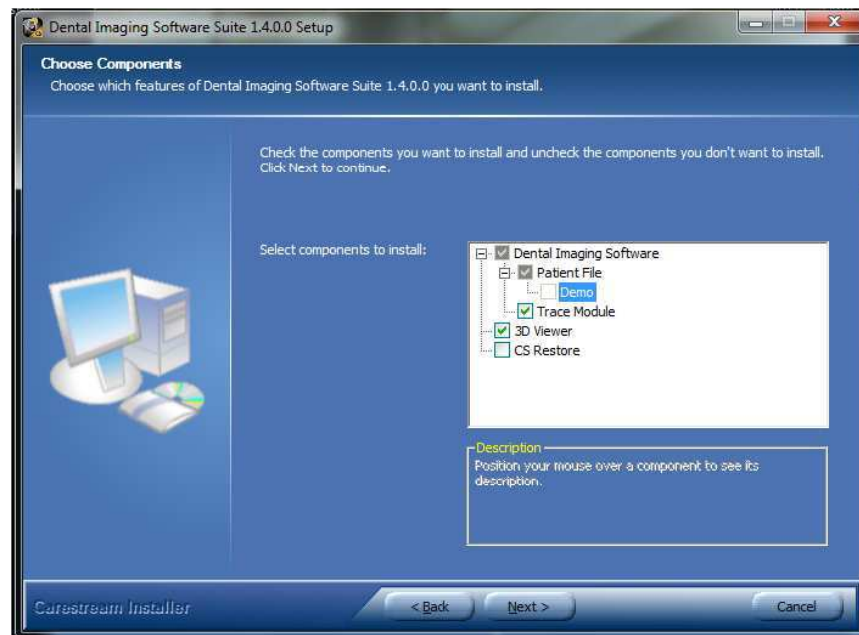 Dental Imaging Software Suite 1.4.0.0 Setup
Choose Components
Choose which features of Dental Imaging Software Suite 1.4.0.0 you want to install.
Check the components you want to install and uncheck the components you don't want to install.
Click Next to continue.
Select components to install:
Dental Imaging Software
Patient File
Demo
Trace Module
3D Viewer
CS Restore
Description
Position your mouse over a component to see its
description.
Carestream Installer
< Back
Next >
Cancel